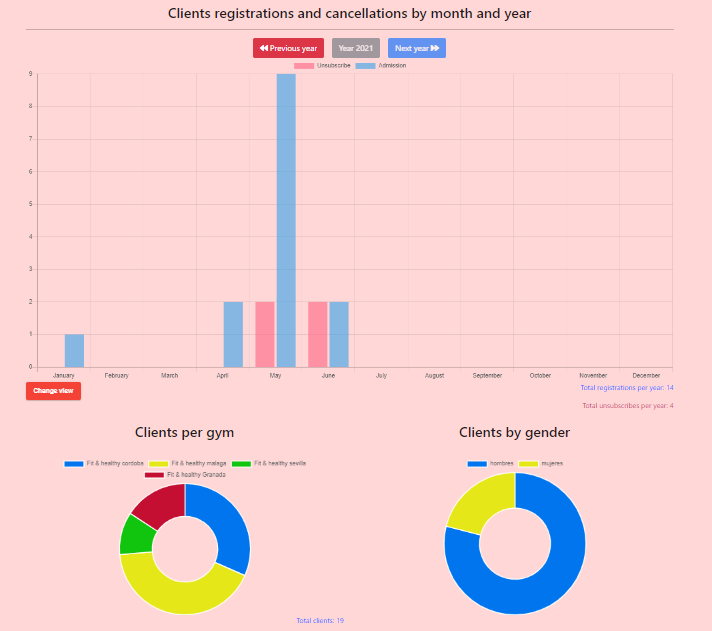 Clients registrations and cancellations by month and year
Previous year Year 2021 Next year
Unsubscribe Admission
9
8
7
6
5
4
3
2
1
0
January February March April May June July August September October November December
Change view
Total registrations per year: 14
Total unsubscribes per year: 4
Clients per gym
Fit & healthy cordoba Fit & healthy malaga Fit & healthy sevilla
Fit & healthy Granada
Total clients: 19
Clients by gender
hombres mujeres